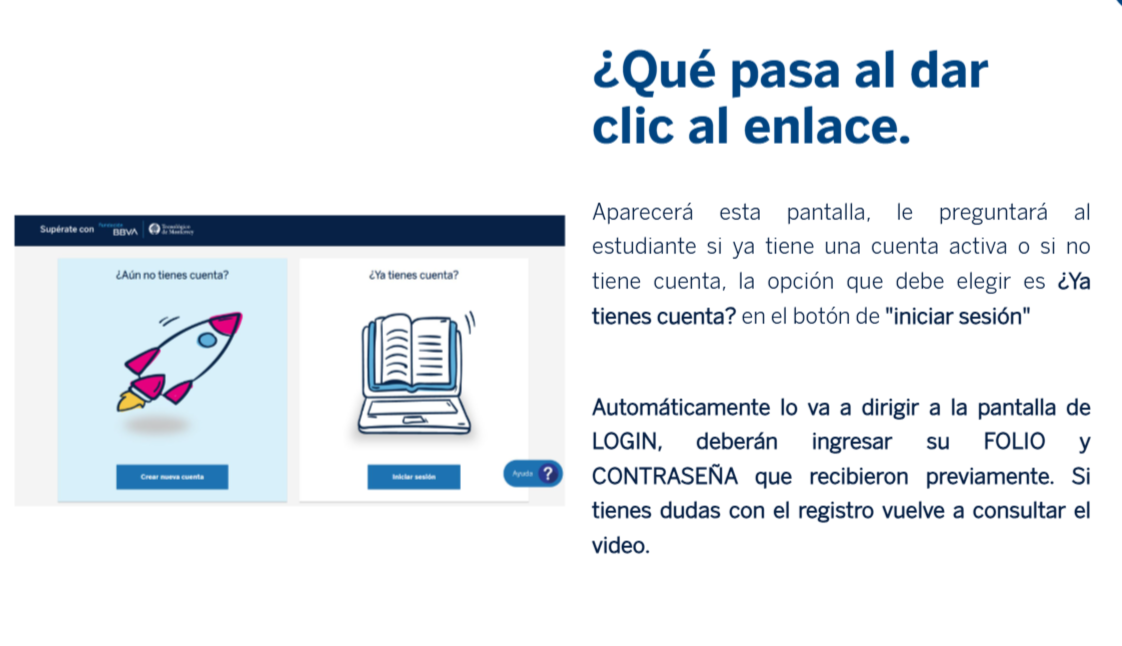 ¿Qué pasa al dar
clic al enlace.
Aparecerá esta pantalla, le preguntará al
estudiante si ya tiene una cuenta activa o si no
tiene cuenta, la opción que debe elegir es ¿Ya
tienes cuenta? en el botón de "iniciar sesión"
Automáticamente lo va a dirigir a la pantalla de
LOGIN, deberán ingresar su FOLIO y
CONTRASEÑA que recibieron previamente. Si
tienes dudas con el registro vuelve a consultar el
video.
Supérate con
Fundación
BBVA
Tecnológico
de Monterrey
¿Aún no tienes cuenta?
Crear nueva cuenta
¿Ya tienes cuenta?
Iniciar sesión
Ayuda ?